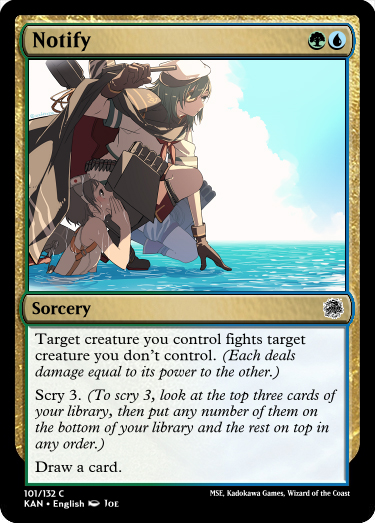 Notify
Sorcery
Target creature you control fights target
creature you don't control. (Each deals
damage equal to its power to the other.)
Scry 3. (To scry 3, look at the top three cards of
your library, then put any number of them on
the bottom of your library and the rest on top in
any order.)
Draw a card.
101/132 C
KAN • English JOE
MSE, Kadokawa Games, Wizard of the Coast